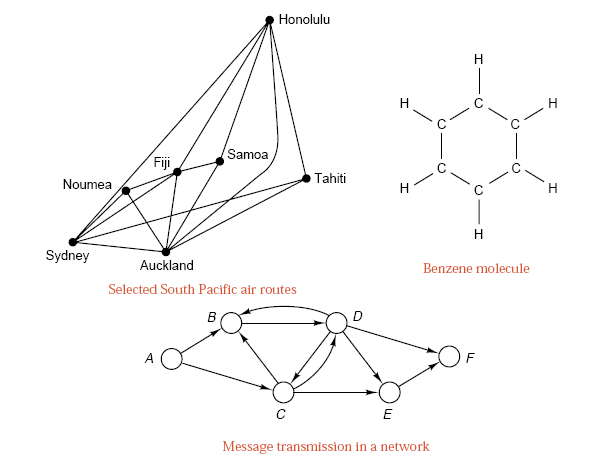 Honolulu
Samoa
Fiji
Noumea
Tahiti
Sydney
Auckland
Selected South Pacific air routes
H
H H
C
C C
C C
H H
C
H
Benzene molecule
B D
A F
C E
Message transmission in a network